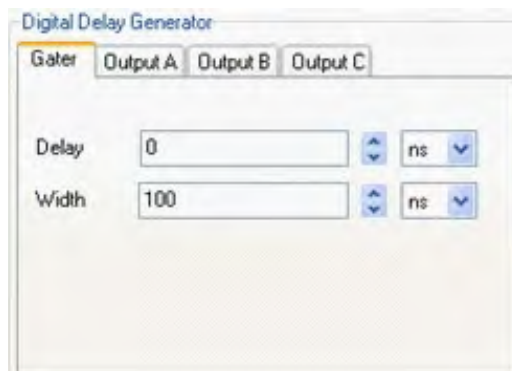 Digital Delay Generator
Gater Output A Output B Output C
Delay 0 ns
Width 100 ns